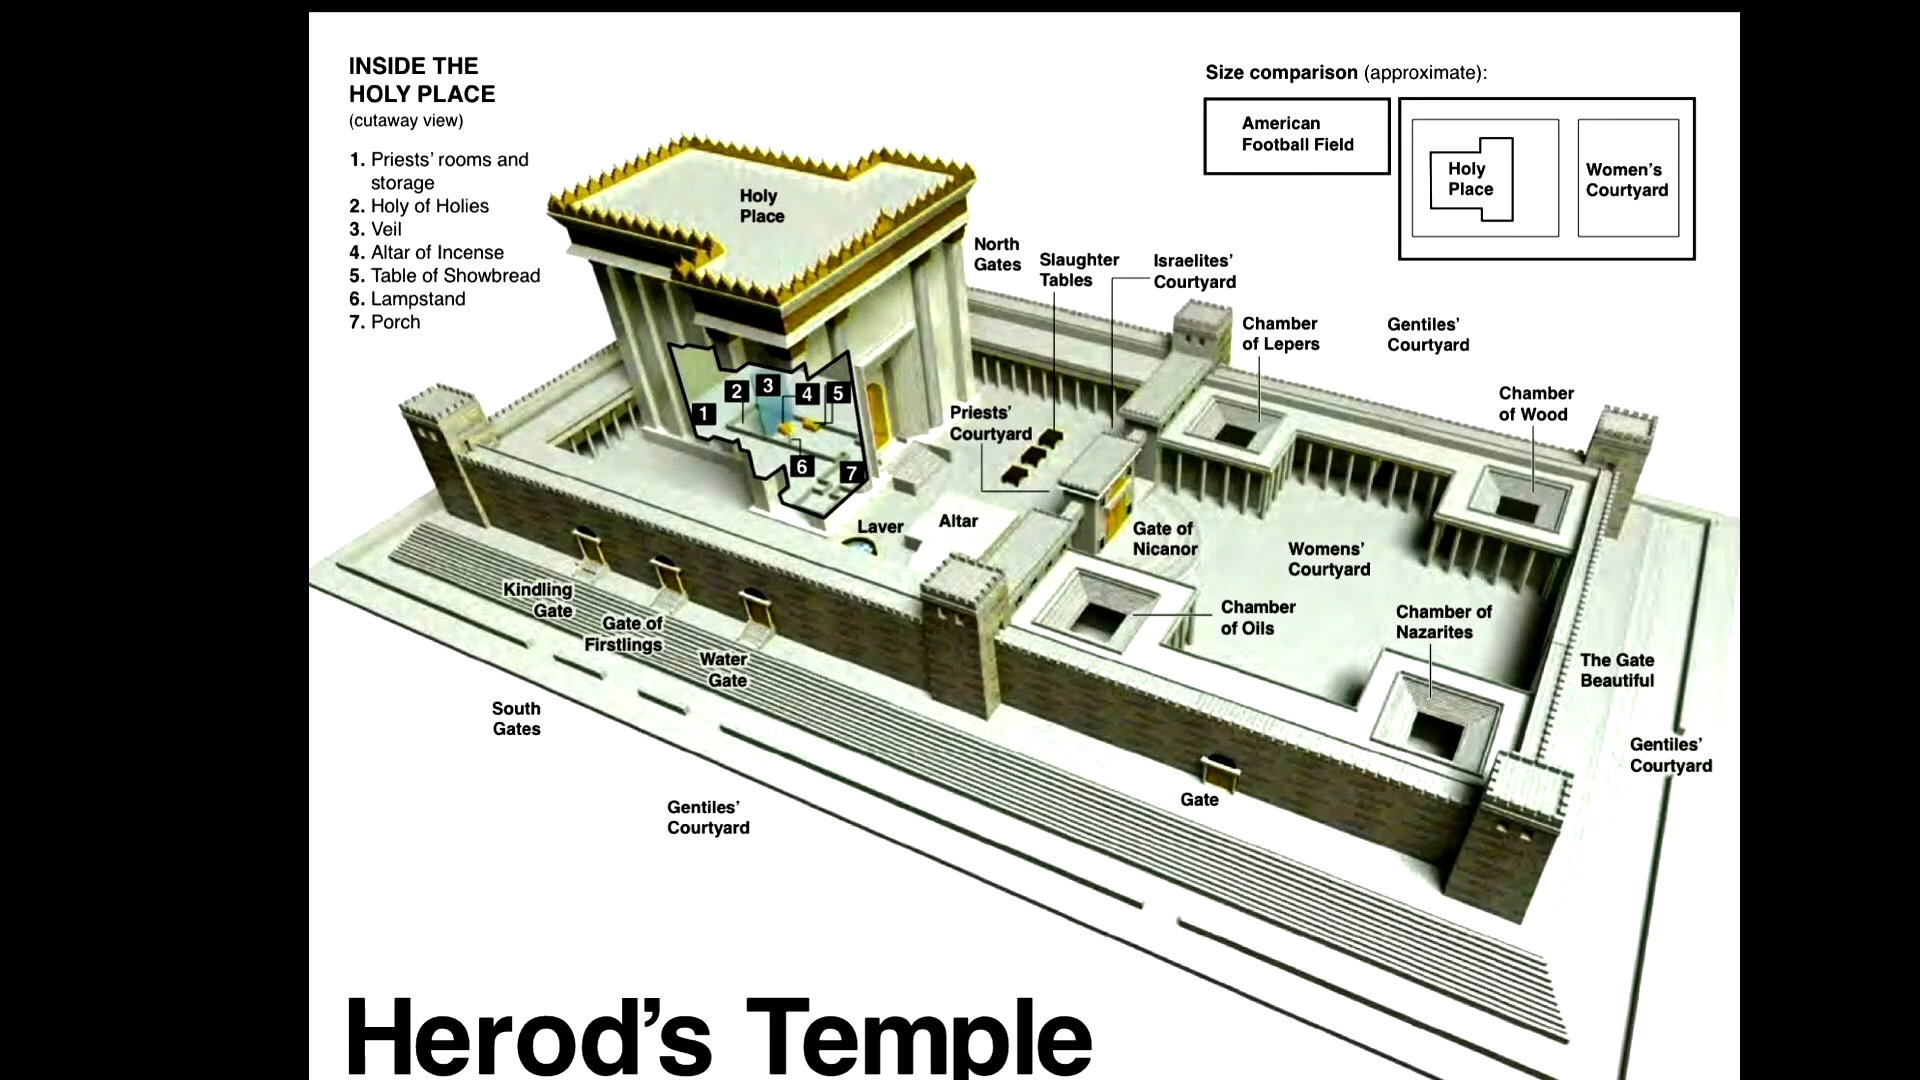 INSIDE THE
HOLY PLACE
(cutaway view)
1. Priests’ rooms and
storage
2. Holy of Holies
3. Veil
4. Altar of Incense
5. Table of Showbread
6. Lampstand
7. Porch
Size comparison (approximate):
American
Football Field
Holy
Place
Women’s
Courtyard
Holy
Place
North
Gates
Slaughter
Tables
Israelites’
Courtyard
Chamber
of Lepers
Gentiles’
Courtyard
Chamber
of Wood
1
2
3
4
5
6
7
Priests’
Courtyard
Laver
Altar
Gate of
Nicanor
Womens’
Courtyard
Kindling
Gate
Gate of
Firstlings
Water
Gate
Chamber
of Oils
Chamber of
Nazarites
The Gate
Beautiful
South
Gates
Gentiles’
Courtyard
Gate
Gentiles’
Courtyard
Herod’s Temple